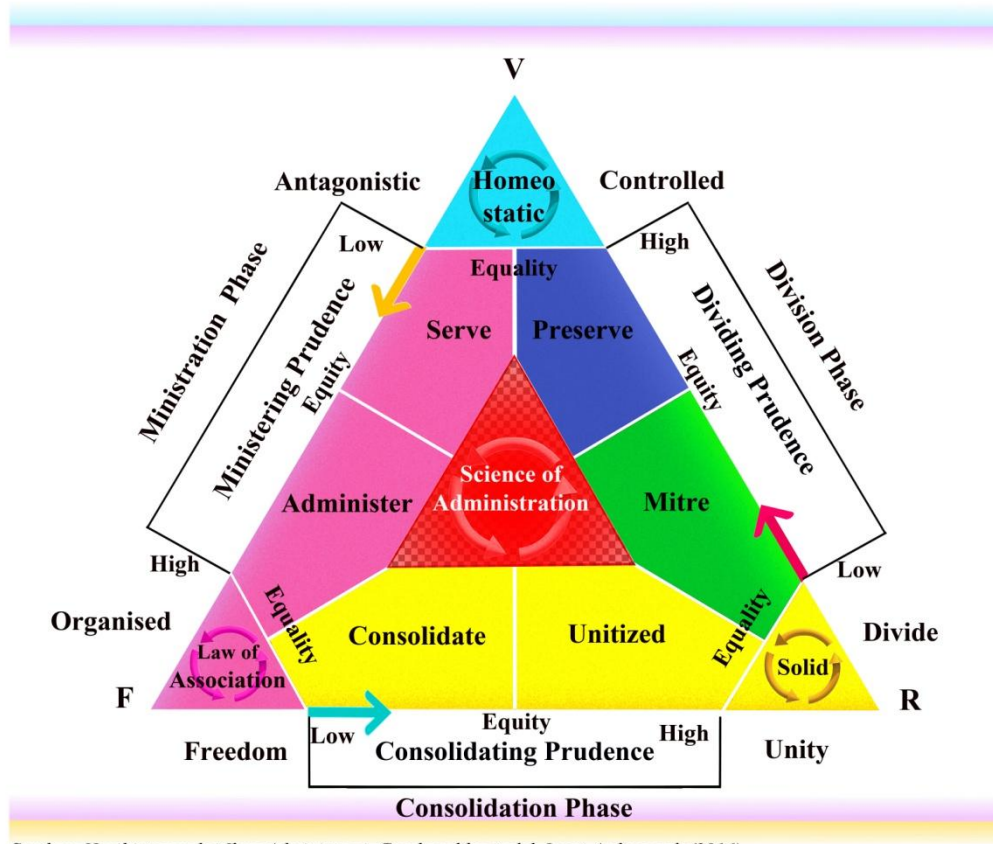 V
Antagonistic
Homeo
static
Controlled
Low
High
Equality
Ministration Phase
Ministering Prudence
Equity
Serve
Preserve
Equity
Dividing Prudence
Division Phase
Administer
Science of
Administration
Mitre
High
Low
Organised
Equality
Consolidate
Unitized
Equality
Divide
Law of
Association
Solid
F
R
Freedom
Low
Equity
High
Unity
Consolidating Prudence
Consolidation Phase